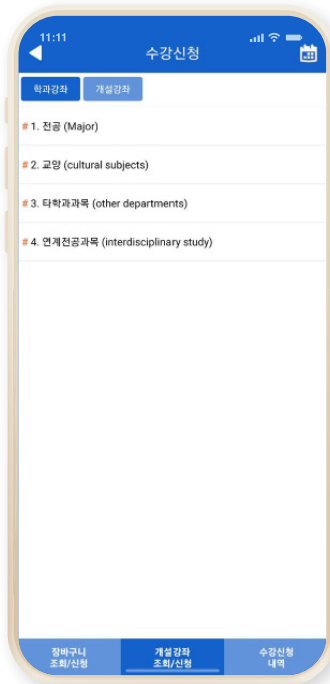 11:11
수강신청
학과강좌 개설강좌
# 1. 전공 (Major)
# 2. 교양 (cultural subjects)
# 3. 타학과과목 (other departments)
# 4. 연계전공과목 (interdisciplinary study)
장바구니 개설강좌 수강신청
조회/신청 조회/신청 내역